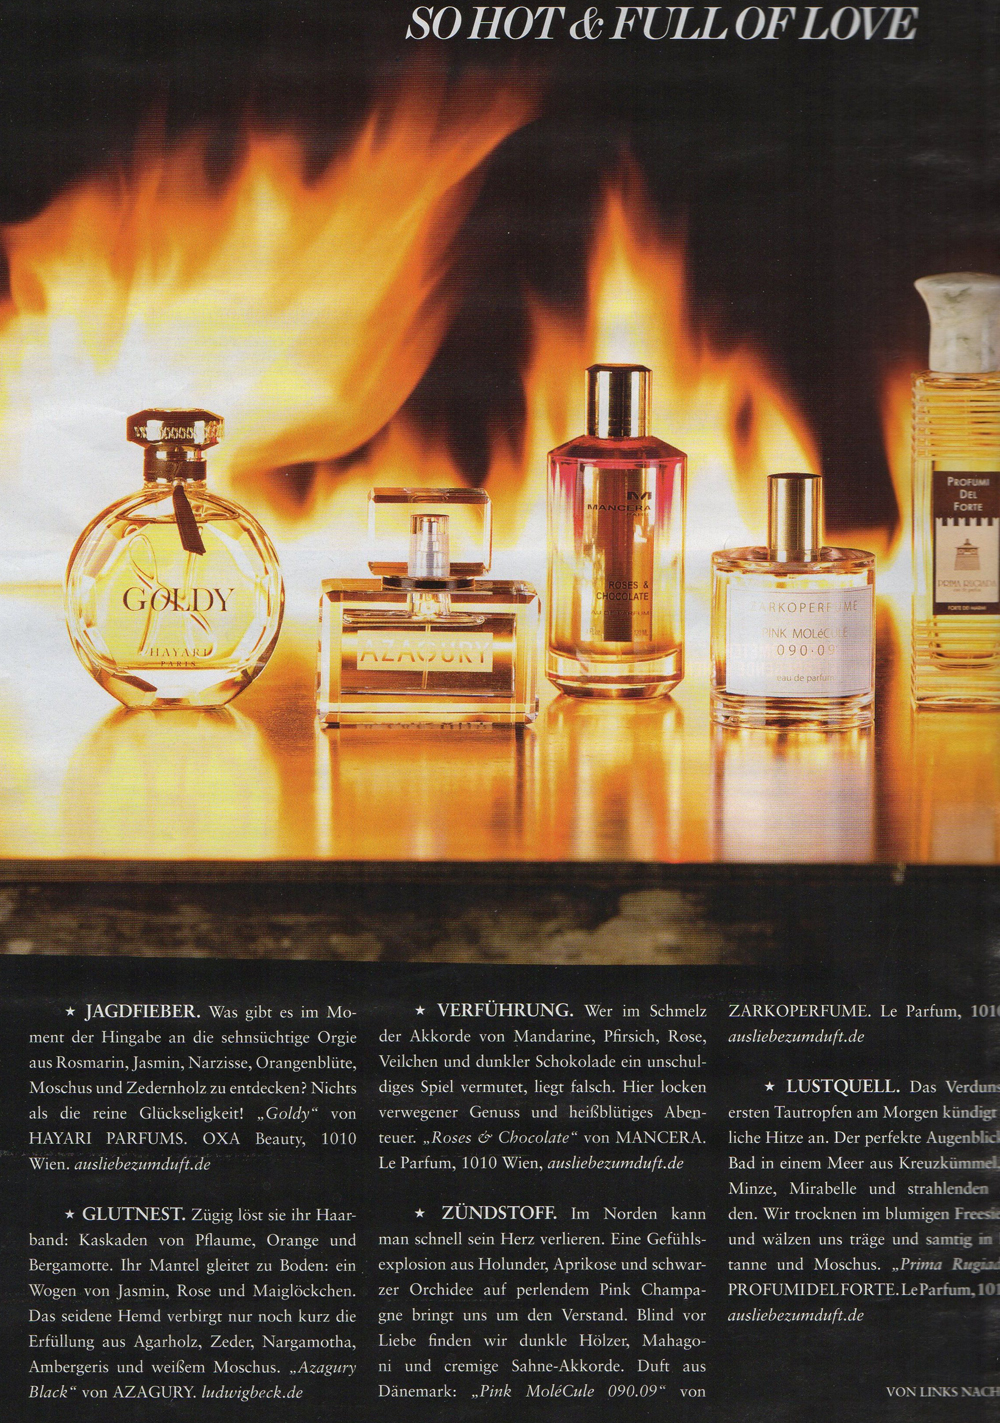 SO HOT & FULL OF LOVE
GOLDY
HAYARI
PARIS
AZAGURY
M
MANCERA
ROSES &
CHOCOLATE
EAU DE PARFUM
ZARKOPERFUME
PINK MOLéCULE
090·09
eau de parfum
PROFUMI
DEL
FORTE
PRIMA RUGIADA
FORTE DEI MARMI
★ JAGDFIEBER. Was gibt es im Mo-
ment der Hingabe an die sehnsüchtige Orgie
aus Rosmarin, Jasmin, Narzisse, Orangenblüte,
Moschus und Zedernholz zu entdecken? Nichts
als die reine Glückseligkeit! „Goldy“ von
HAYARI PARFUMS. OXA Beauty, 1010
Wien. ausliebezumduft.de
★ GLUTNEST. Zügig löst sie ihr Haar-
band: Kaskaden von Pflaume, Orange und
Bergamotte. Ihr Mantel gleitet zu Boden: ein
Wogen von Jasmin, Rose und Maiglöckchen.
Das seidene Hemd verbirgt nur noch kurz die
Erfüllung aus Agarholz, Zeder, Nargamotha,
Ambergeris und weißem Moschus. „Azagury
Black“ von AZAGURY. ludwigbeck.de
★ VERFÜHRUNG. Wer im Schmelz
der Akkorde von Mandarine, Pfirsich, Rose,
Veilchen und dunkler Schokolade ein unschul-
diges Spiel vermutet, liegt falsch. Hier locken
verwegener Genuss und heißblütiges Aben-
teuer. „Roses & Chocolate“ von MANCERA.
Le Parfum, 1010 Wien, ausliebezumduft.de
★ ZÜNDSTOFF. Im Norden kann
man schnell sein Herz verlieren. Eine Gefühls-
explosion aus Holunder, Aprikose und schwar-
zer Orchidee auf perlendem Pink Champa-
gne bringt uns um den Verstand. Blind vor
Liebe finden wir dunkle Hölzer, Mahago-
ni und cremige Sahne-Akkorde. Duft aus
Dänemark: „Pink MoléCule 090.09“ von
ZARKOPERFUME. Le Parfum, 1010
ausliebezumduft.de
★ LUSTQUELL. Das Verduns
ersten Tautropfen am Morgen kündigt
liche Hitze an. Der perfekte Augenblick
Bad in einem Meer aus Kreuzkümmel,
Minze, Mirabelle und strahlenden
den. Wir trocknen im blumigen Freesie
und wälzen uns träge und samtig in
tanne und Moschus. „Prima Rugiad
PROFUMI DEL FORTE. Le Parfum, 101
ausliebezumduft.de
VON LINKS NACH